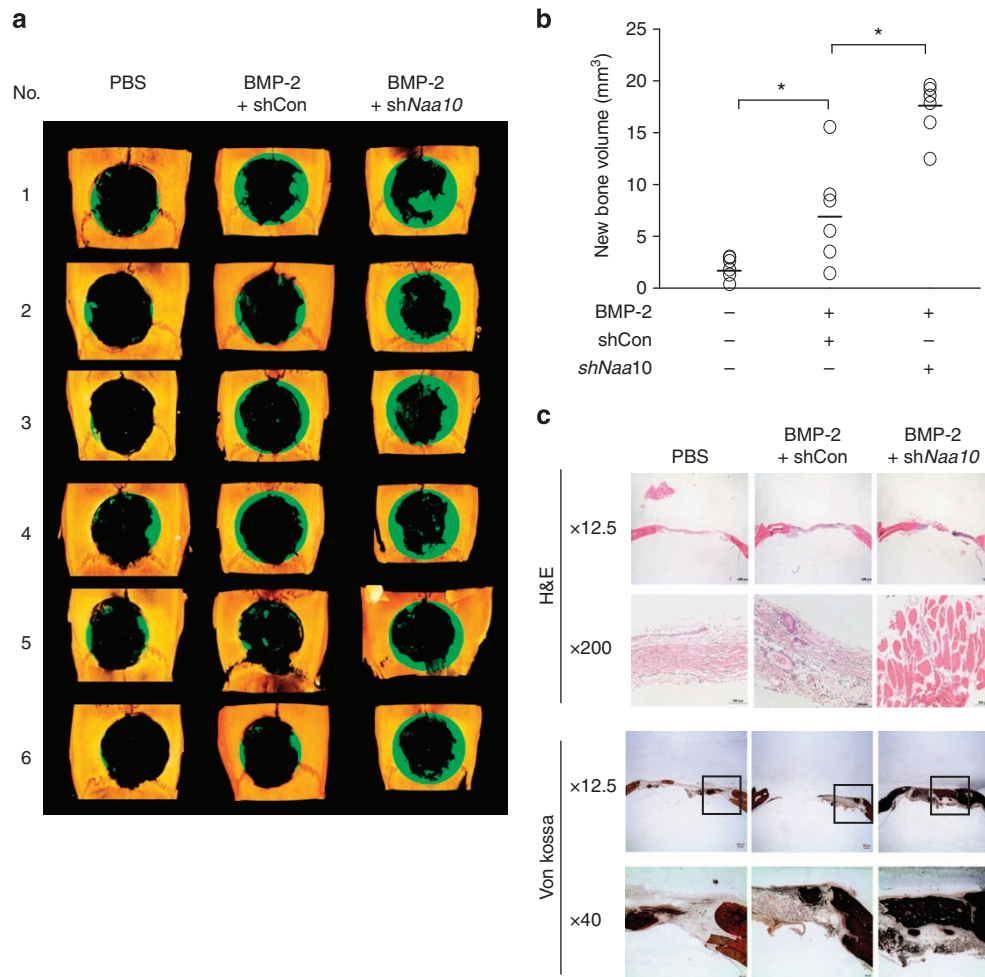 a
No.
PBS
BMP-2
+ shCon
BMP-2
+ shNaa10
1
2
3
4
5
6
b
New bone volume (mm³)
25
20
15
10
5
0
*
*
BMP-2
– + +
shCon
– + –
shNaa10
– – +
c
PBS
BMP-2
+ shCon
BMP-2
+ shNaa10
H&E
×12.5
×200
Von kossa
×12.5
×40